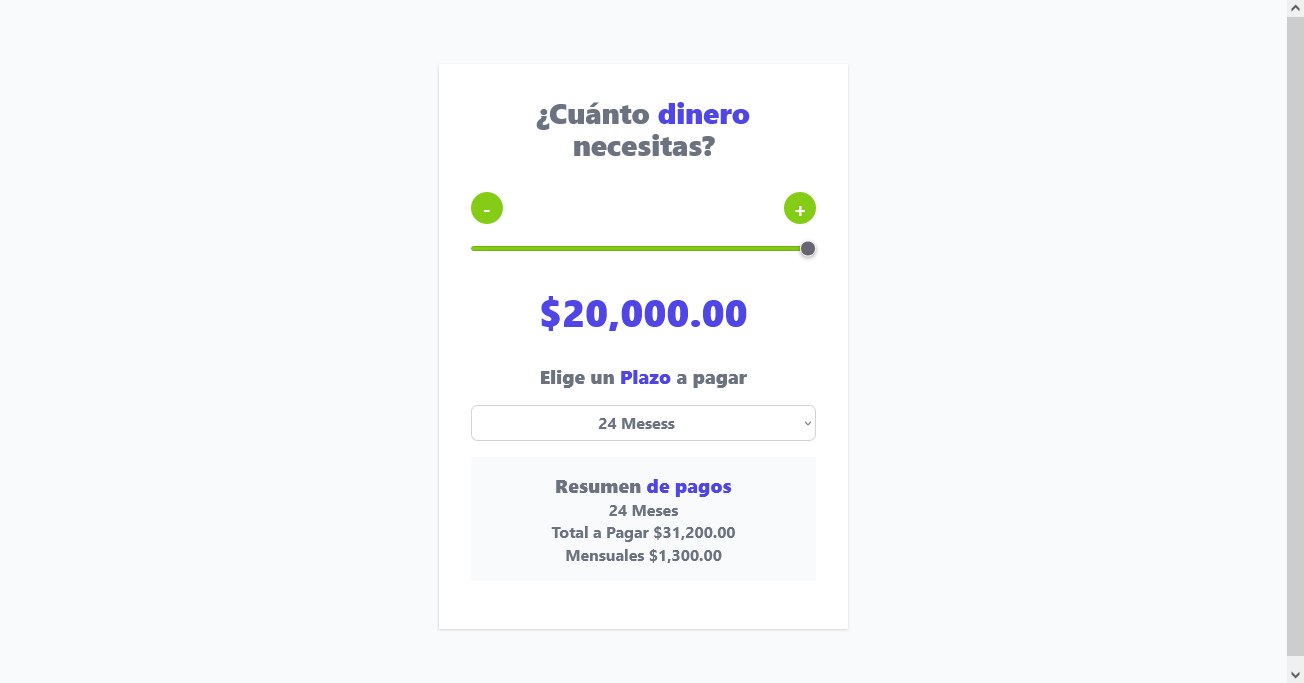 ¿Cuánto dinero
necesitas?
-
+
$20,000.00
Elige un Plazo a pagar
24 Mesess
Resumen de pagos
24 Meses
Total a Pagar $31,200.00
Mensuales $1,300.00